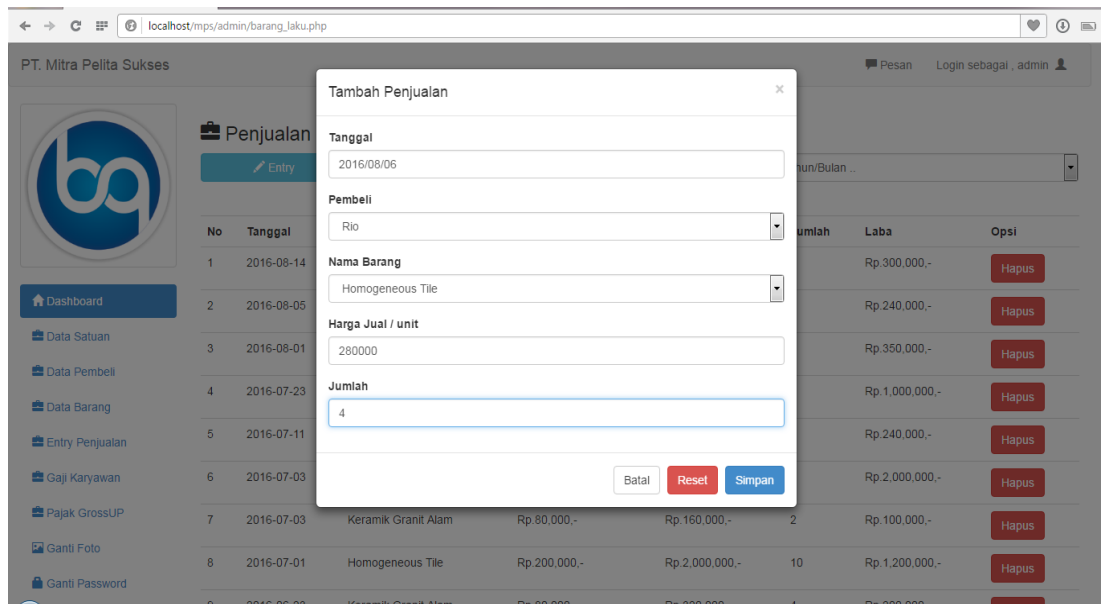 localhost/mps/admin/barang_laku.php
PT. Mitra Pelita Sukses
Pesan Login sebagai , admin
Tambah Penjualan ×
Tanggal
2016/08/06
Pembeli
Rio
Nama Barang
Homogeneous Tile
Harga Jual / unit
280000
Jumlah
4
Batal Reset Simpan
bq
Dashboard
Data Satuan
Data Pembeli
Data Barang
Entry Penjualan
Gaji Karyawan
Pajak GrossUP
Ganti Foto
Ganti Password
Penjualan
Entry
hun/Bulan ..
No Tanggal umlah Laba Opsi
1 2016-08-14 Rp.300,000,- Hapus
2 2016-08-05 Rp.240,000,- Hapus
3 2016-08-01 Rp.350,000,- Hapus
4 2016-07-23 Rp.1,000,000,- Hapus
5 2016-07-11 Rp.240,000,- Hapus
6 2016-07-03 Rp.2,000,000,- Hapus
7 2016-07-03 Keramik Granit Alam Rp.80,000,- Rp.160,000,- 2 Rp.100,000,- Hapus
8 2016-07-01 Homogeneous Tile Rp.200,000,- Rp.2,000,000,- 10 Rp.1,200,000,- Hapus